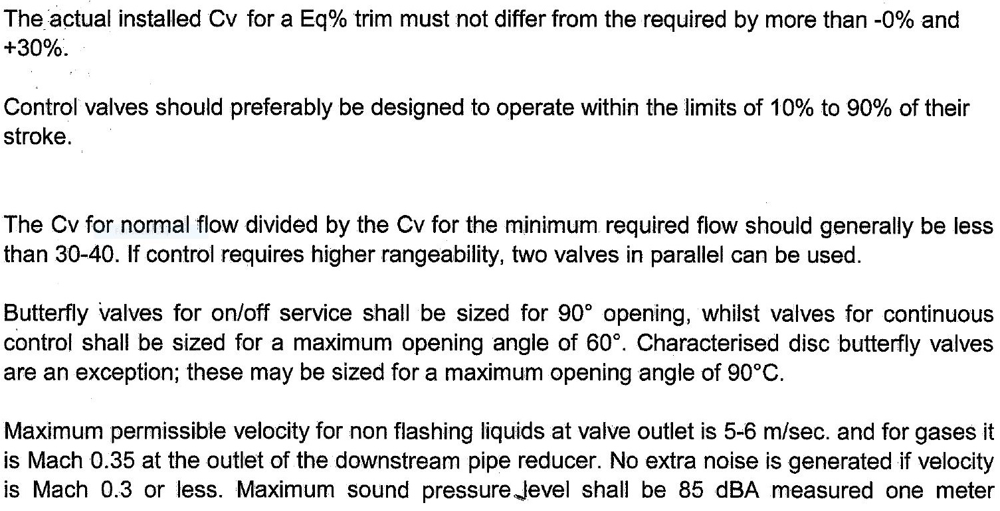 The actual installed Cv for a Eq% trim must not differ from the required by more than -0% and
+30%.
Control valves should preferably be designed to operate within the limits of 10% to 90% of their
stroke.
The Cv for normal flow divided by the Cv for the minimum required flow should generally be less
than 30-40. If control requires higher rangeability, two valves in parallel can be used.
Butterfly valves for on/off service shall be sized for 90° opening, whilst valves for continuous
control shall be sized for a maximum opening angle of 60°. Characterised disc butterfly valves
are an exception; these may be sized for a maximum opening angle of 90°C.
Maximum permissible velocity for non flashing liquids at valve outlet is 5-6 m/sec. and for gases it
is Mach 0.35 at the outlet of the downstream pipe reducer. No extra noise is generated if velocity
is Mach 0.3 or less. Maximum sound pressure level shall be 85 dBA measured one meter